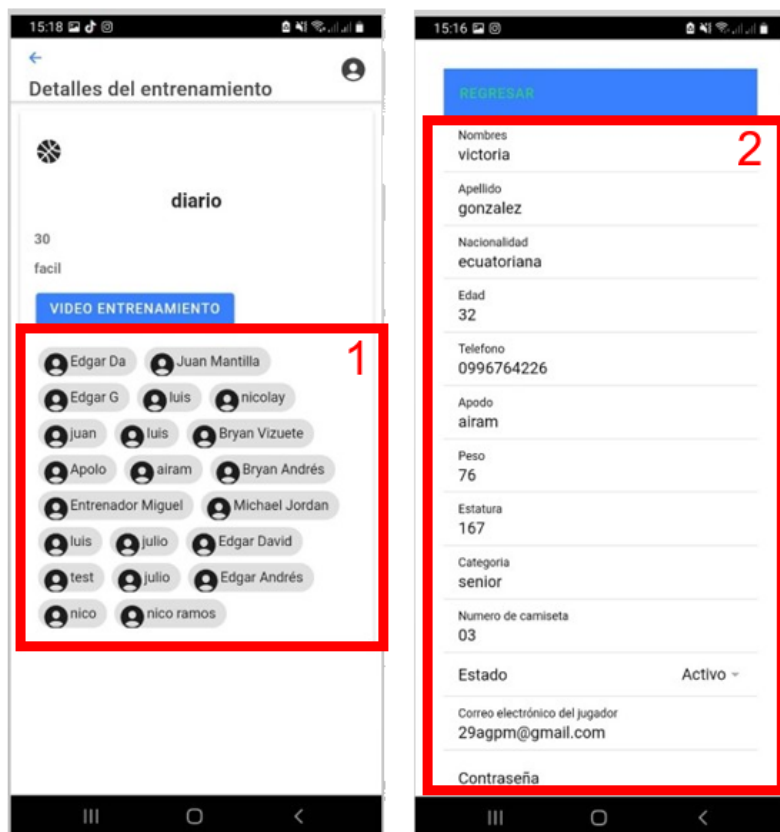 15:18
Detalles del entrenamiento
diario
30
facil
VIDEO ENTRENAMIENTO
1
Edgar Da Juan Mantilla
Edgar G luis nicolay
juan luis Bryan Vizuete
Apolo airam Bryan Andrés
Entrenador Miguel Michael Jordan
luis julio Edgar David
test julio Edgar Andrés
nico nico ramos
15:16
REGRESAR
2
Nombres
victoria
Apellido
gonzalez
Nacionalidad
ecuatoriana
Edad
32
Telefono
0996764226
Apodo
airam
Peso
76
Estatura
167
Categoria
senior
Numero de camiseta
03
Estado Activo
Correo electrónico del jugador
29agpm@gmail.com
Contraseña